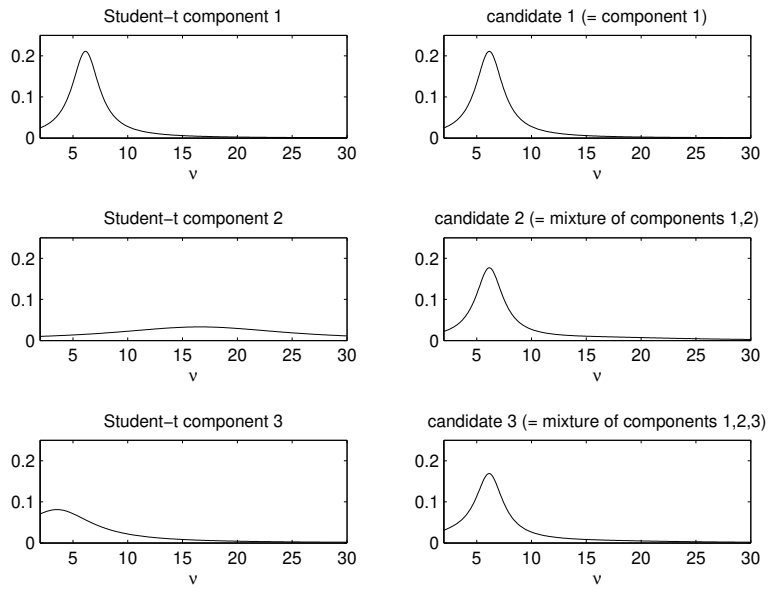 Student−t component 1
0.2
0.1
0
5 10 15 20 25 30
ν
candidate 1 (= component 1)
0.2
0.1
0
5 10 15 20 25 30
ν
Student−t component 2
0.2
0.1
0
5 10 15 20 25 30
ν
candidate 2 (= mixture of components 1,2)
0.2
0.1
0
5 10 15 20 25 30
ν
Student−t component 3
0.2
0.1
0
5 10 15 20 25 30
ν
candidate 3 (= mixture of components 1,2,3)
0.2
0.1
0
5 10 15 20 25 30
ν